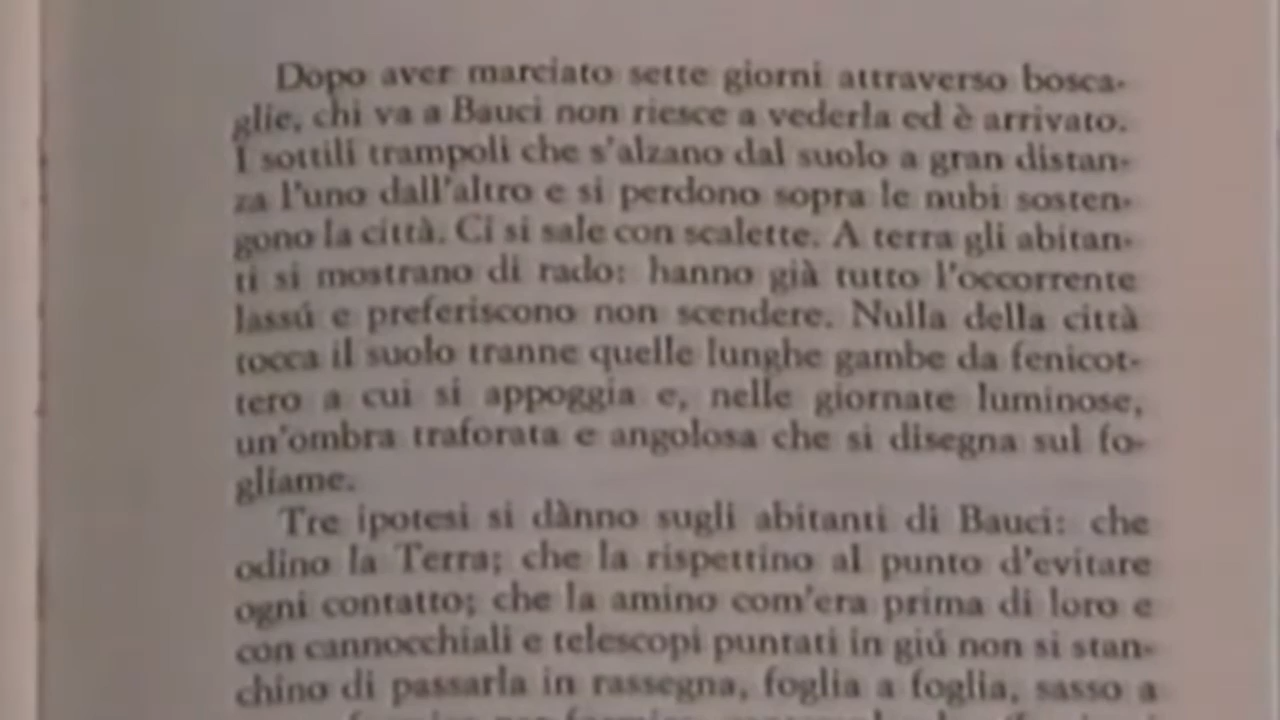 Dopo aver marciato sette giorni attraverso bosca-
glie, chi va a Bauci non riesce a vederla ed è arrivato.
I sottili trampoli che s'alzano dal suolo a gran distan-
za l'uno dall'altro e si perdono sopra le nubi sosten-
gono la città. Ci si sale con scalette. A terra gli abitan-
ti si mostrano di rado: hanno già tutto l'occorrente
lassú e preferiscono non scendere. Nulla della città
tocca il suolo tranne quelle lunghe gambe da fenicot-
tero a cui si appoggia e, nelle giornate luminose,
un'ombra traforata e angolosa che si disegna sul fo-
gliame.
Tre ipotesi si dànno sugli abitanti di Bauci: che
odino la Terra; che la rispettino al punto d'evitare
ogni contatto; che la amino com'era prima di loro e
con cannocchiali e telescopi puntati in giú non si stan-
chino di passarla in rassegna, foglia a foglia, sasso a